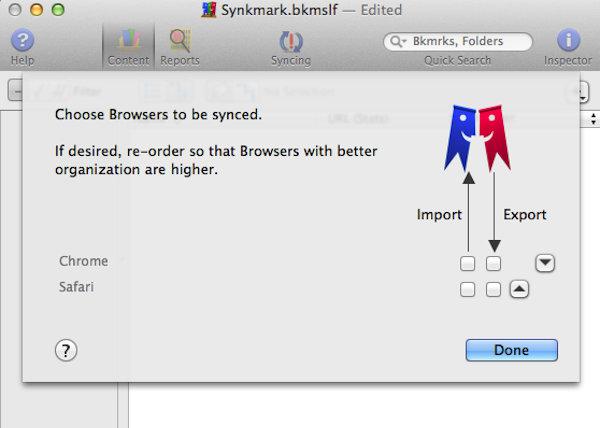 Synkmark.bkmslf — Edited
Help
Content
Reports
Syncing
Bkmrks, Folders
Quick Search
Inspector
Filter
No Selection
URL (Stats)
Choose Browsers to be synced.
If desired, re-order so that Browsers with better
organization are higher.
Import
Export
Chrome
Safari
?
Done